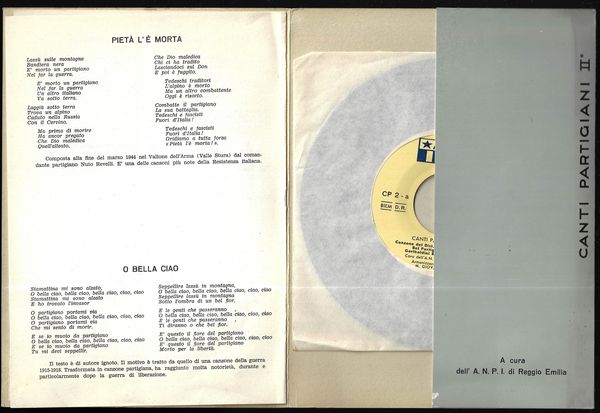 PIETÀ L'È MORTA
Lassù sulle montagne
Bandiera nera
E' morto un partigiano
Nel far la guerra.
E' morto un partigiano
Nel far la guerra
Un altro italiano
Va sotto terra.
Laggiù sotto terra
Trova un alpino
Caduto nella Russia
Con il Cervino.
Ma prima di morire
Ha ancor pregato
Che Dio maledica
Quell'alleato.
Che Dio maledica
Chi ci ha tradito
Lasciandoci sul Don
E poi è fuggito.
Tedeschi traditori
L'alpino è morto
Ma un altro combattente
Oggi è risorto.
Combatte il partigiano
La sua battaglia.
Tedeschi e fascisti
Fuori d'Italia!
Tedeschi e fascisti
Fuori d'Italia!
Gridiamo a tutta forza
«Pietà l'è morta!».
Composta alla fine del marzo 1944 nel Vallone dell'Arma (Valle Stura) dal coman-
dante partigiano Nuto Revelli. E' una delle canzoni più note della Resistenza Italiana.
O BELLA CIAO
Stamattina mi sono alzato,
O bella ciao, bella ciao, bella ciao, ciao, ciao
Stamattina mi sono alzato
E ho trovato l'invasor
O partigiano portami via
O bella ciao, bella ciao, bella ciao, ciao, ciao
O partigiano portami via
Che mi sento di morir.
E se io muoio da partigiano
O bella ciao, bella ciao, bella ciao, ciao, ciao
E se io muoio da partigiano
Tu mi devi seppellir.
Seppellire lassù in montagna,
O bella ciao, bella ciao, bella ciao, ciao, ciao
Seppellire lassù in montagna
Sotto l'ombra di un bel fior.
E le genti che passeranno
O bella ciao, bella ciao, bella ciao, ciao, ciao
E le genti che passeranno
Ti diranno o che bel fior.
E' questo il fiore del partigiano
O bella ciao, bella ciao, bella ciao, ciao, ciao
E' questo il fiore del partigiano
Morto per la libertà.
Il testo è di autore ignoto. Il motivo è tratto da quello di una canzone della guerra
1915-1918. Trasformata in canzone partigiana, ha raggiunto molta notorietà, durante e
particolarmente dopo la guerra di liberazione.
CP 2 - a
BIEM D.R.
CANTI P
Canzone dei Dist
Bel Parti
Garibaldini E
Coro dell'A.N.
M. GIOV
CANTI PARTIGIANI II°
A cura
dell' A. N. P. I. di Reggio Emilia